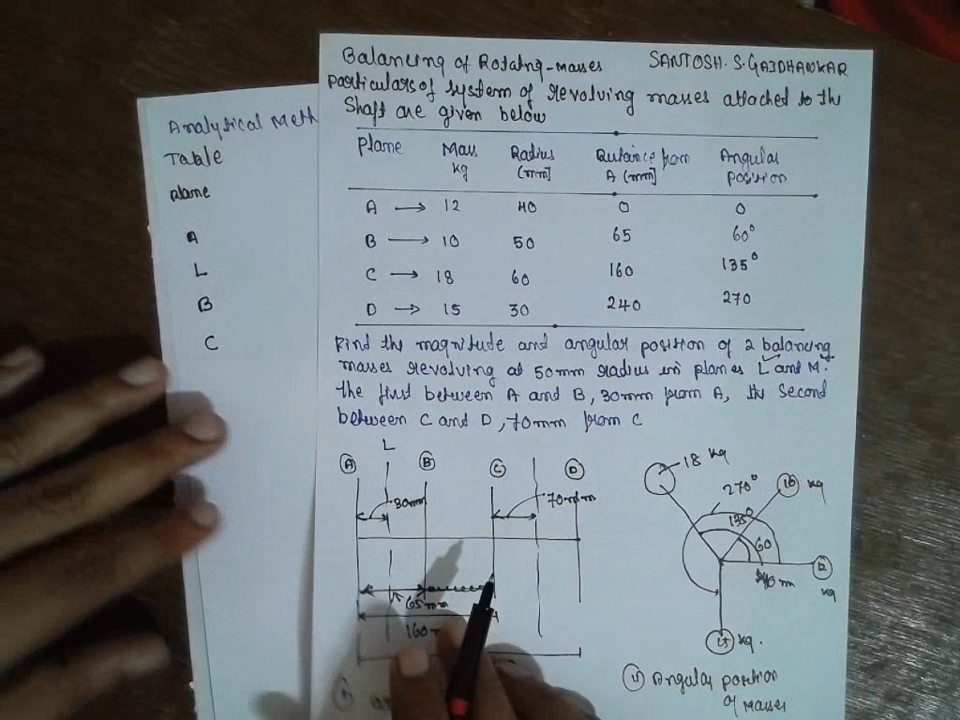 Balancing of Rotating-masses SANTOSH. S. GAIDHANKAR
particulars of system of revolving masses attached to the
Shaft are given below
plane Mass kg Radius (mm) Distance from A (mm) Angular position
A → 12 40 0 0
B → 10 50 65 60°
C → 18 60 160 135°
D → 15 30 240 270
Find the magnitude and angular position of 2 balancing
masses revolving at 50mm radius in planes L and M.
the first between A and B, 30mm from A, the second
between C and D, 70mm from C
Analytical Meth
Table
plane
A
L
B
C
L
A B C D
30mm 70mm
65mm
160
18 kg
10 kg
270°
135°
60
12 kg
15 kg.
Angular position
of masses